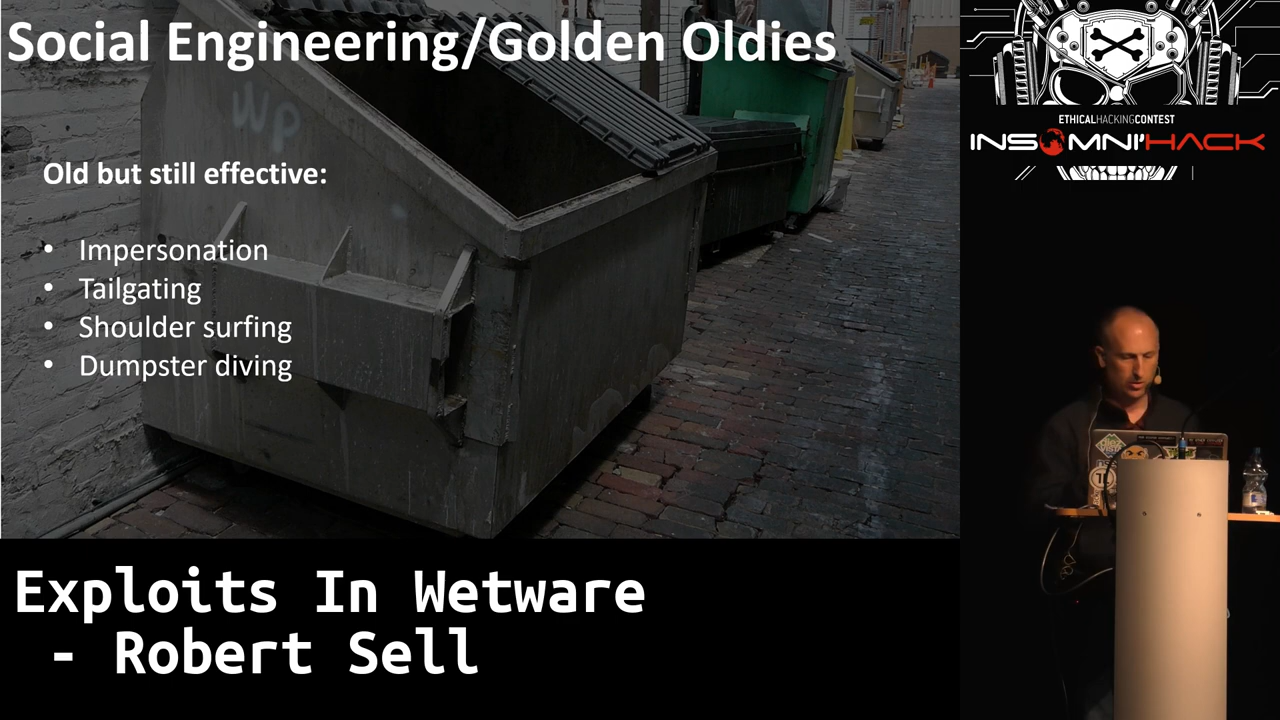 Social Engineering/Golden Oldies
WP
Old but still effective:
• Impersonation
• Tailgating
• Shoulder surfing
• Dumpster diving
ETHICALHACKINGCONTEST
INSOMNI'HACK
Exploits In Wetware
- Robert Sell